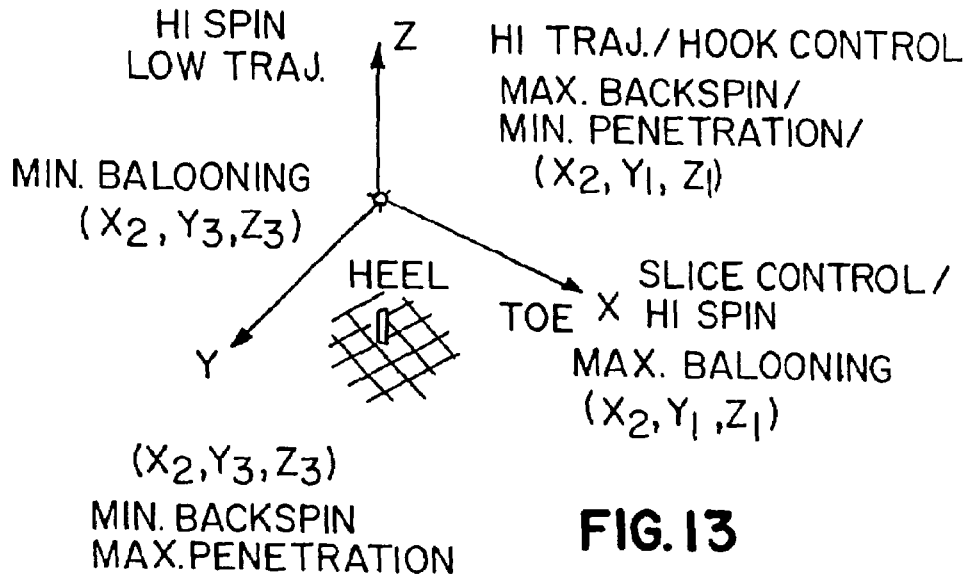 HI SPIN
LOW TRAJ.
Z
HI TRAJ./HOOK CONTROL
MAX. BACKSPIN/
MIN. PENETRATION/
(X2, Y1, Z1)
MIN. BALOONING
(X2, Y3, Z3)
HEEL
TOE X
SLICE CONTROL/
HI SPIN
MAX. BALOONING
(X2, Y1, Z1)
Y
(X2, Y3, Z3)
MIN. BACKSPIN
MAX. PENETRATION
FIG. 13